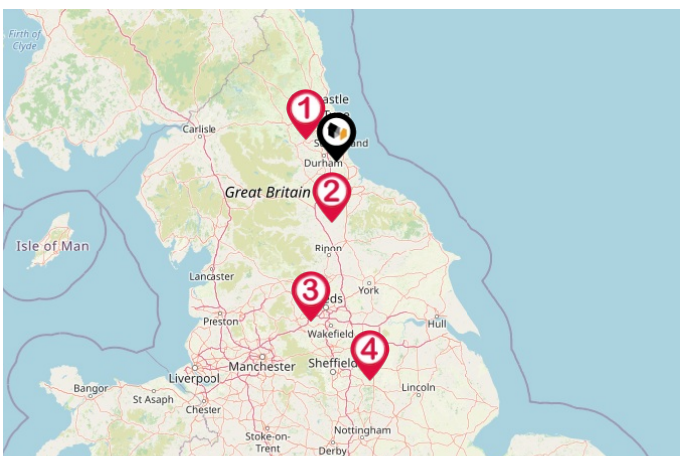 Firth of
Clyde
1
astle
Carlisle
Durham
Great Britain
2
Isle of Man
Ripon
Lancaster
3
eds
York
Preston
Hull
Wakefield
4
Manchester
Sheffield
Liverpool
Bangor
Lincoln
St Asaph
Chester
Stoke-on-
Trent
Nottingham
Derby